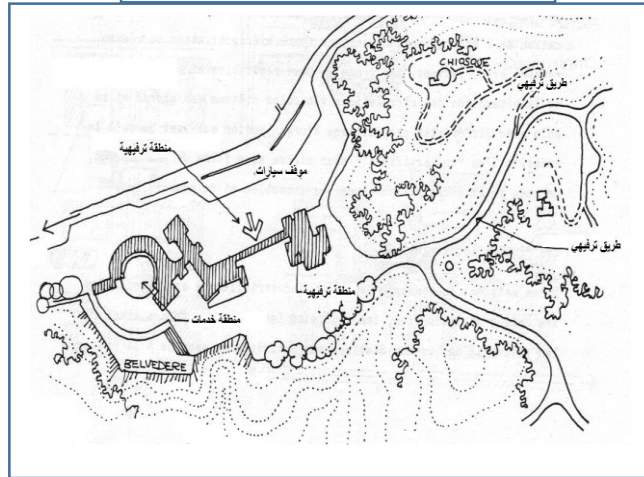 CHIOSQUE
طريق ترفيهي
منطقة ترفيهية
موقف سيارات.
طريق ترفيهي
منطقة ترفيهية
منطقة خدمات
BELVEDERE